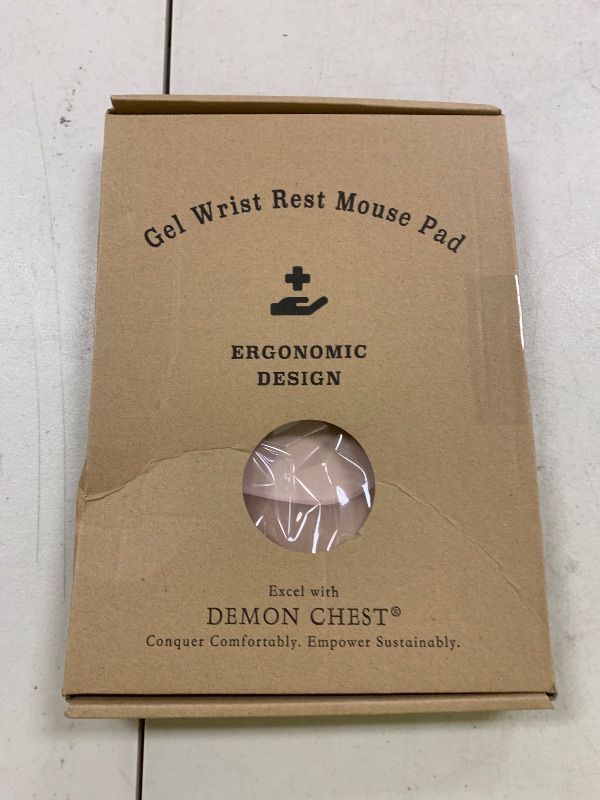 Gel Wrist Rest Mouse Pad
ERGONOMIC
DESIGN
Excel with
DEMON CHEST®
Conquer Comfortably. Empower Sustainably.